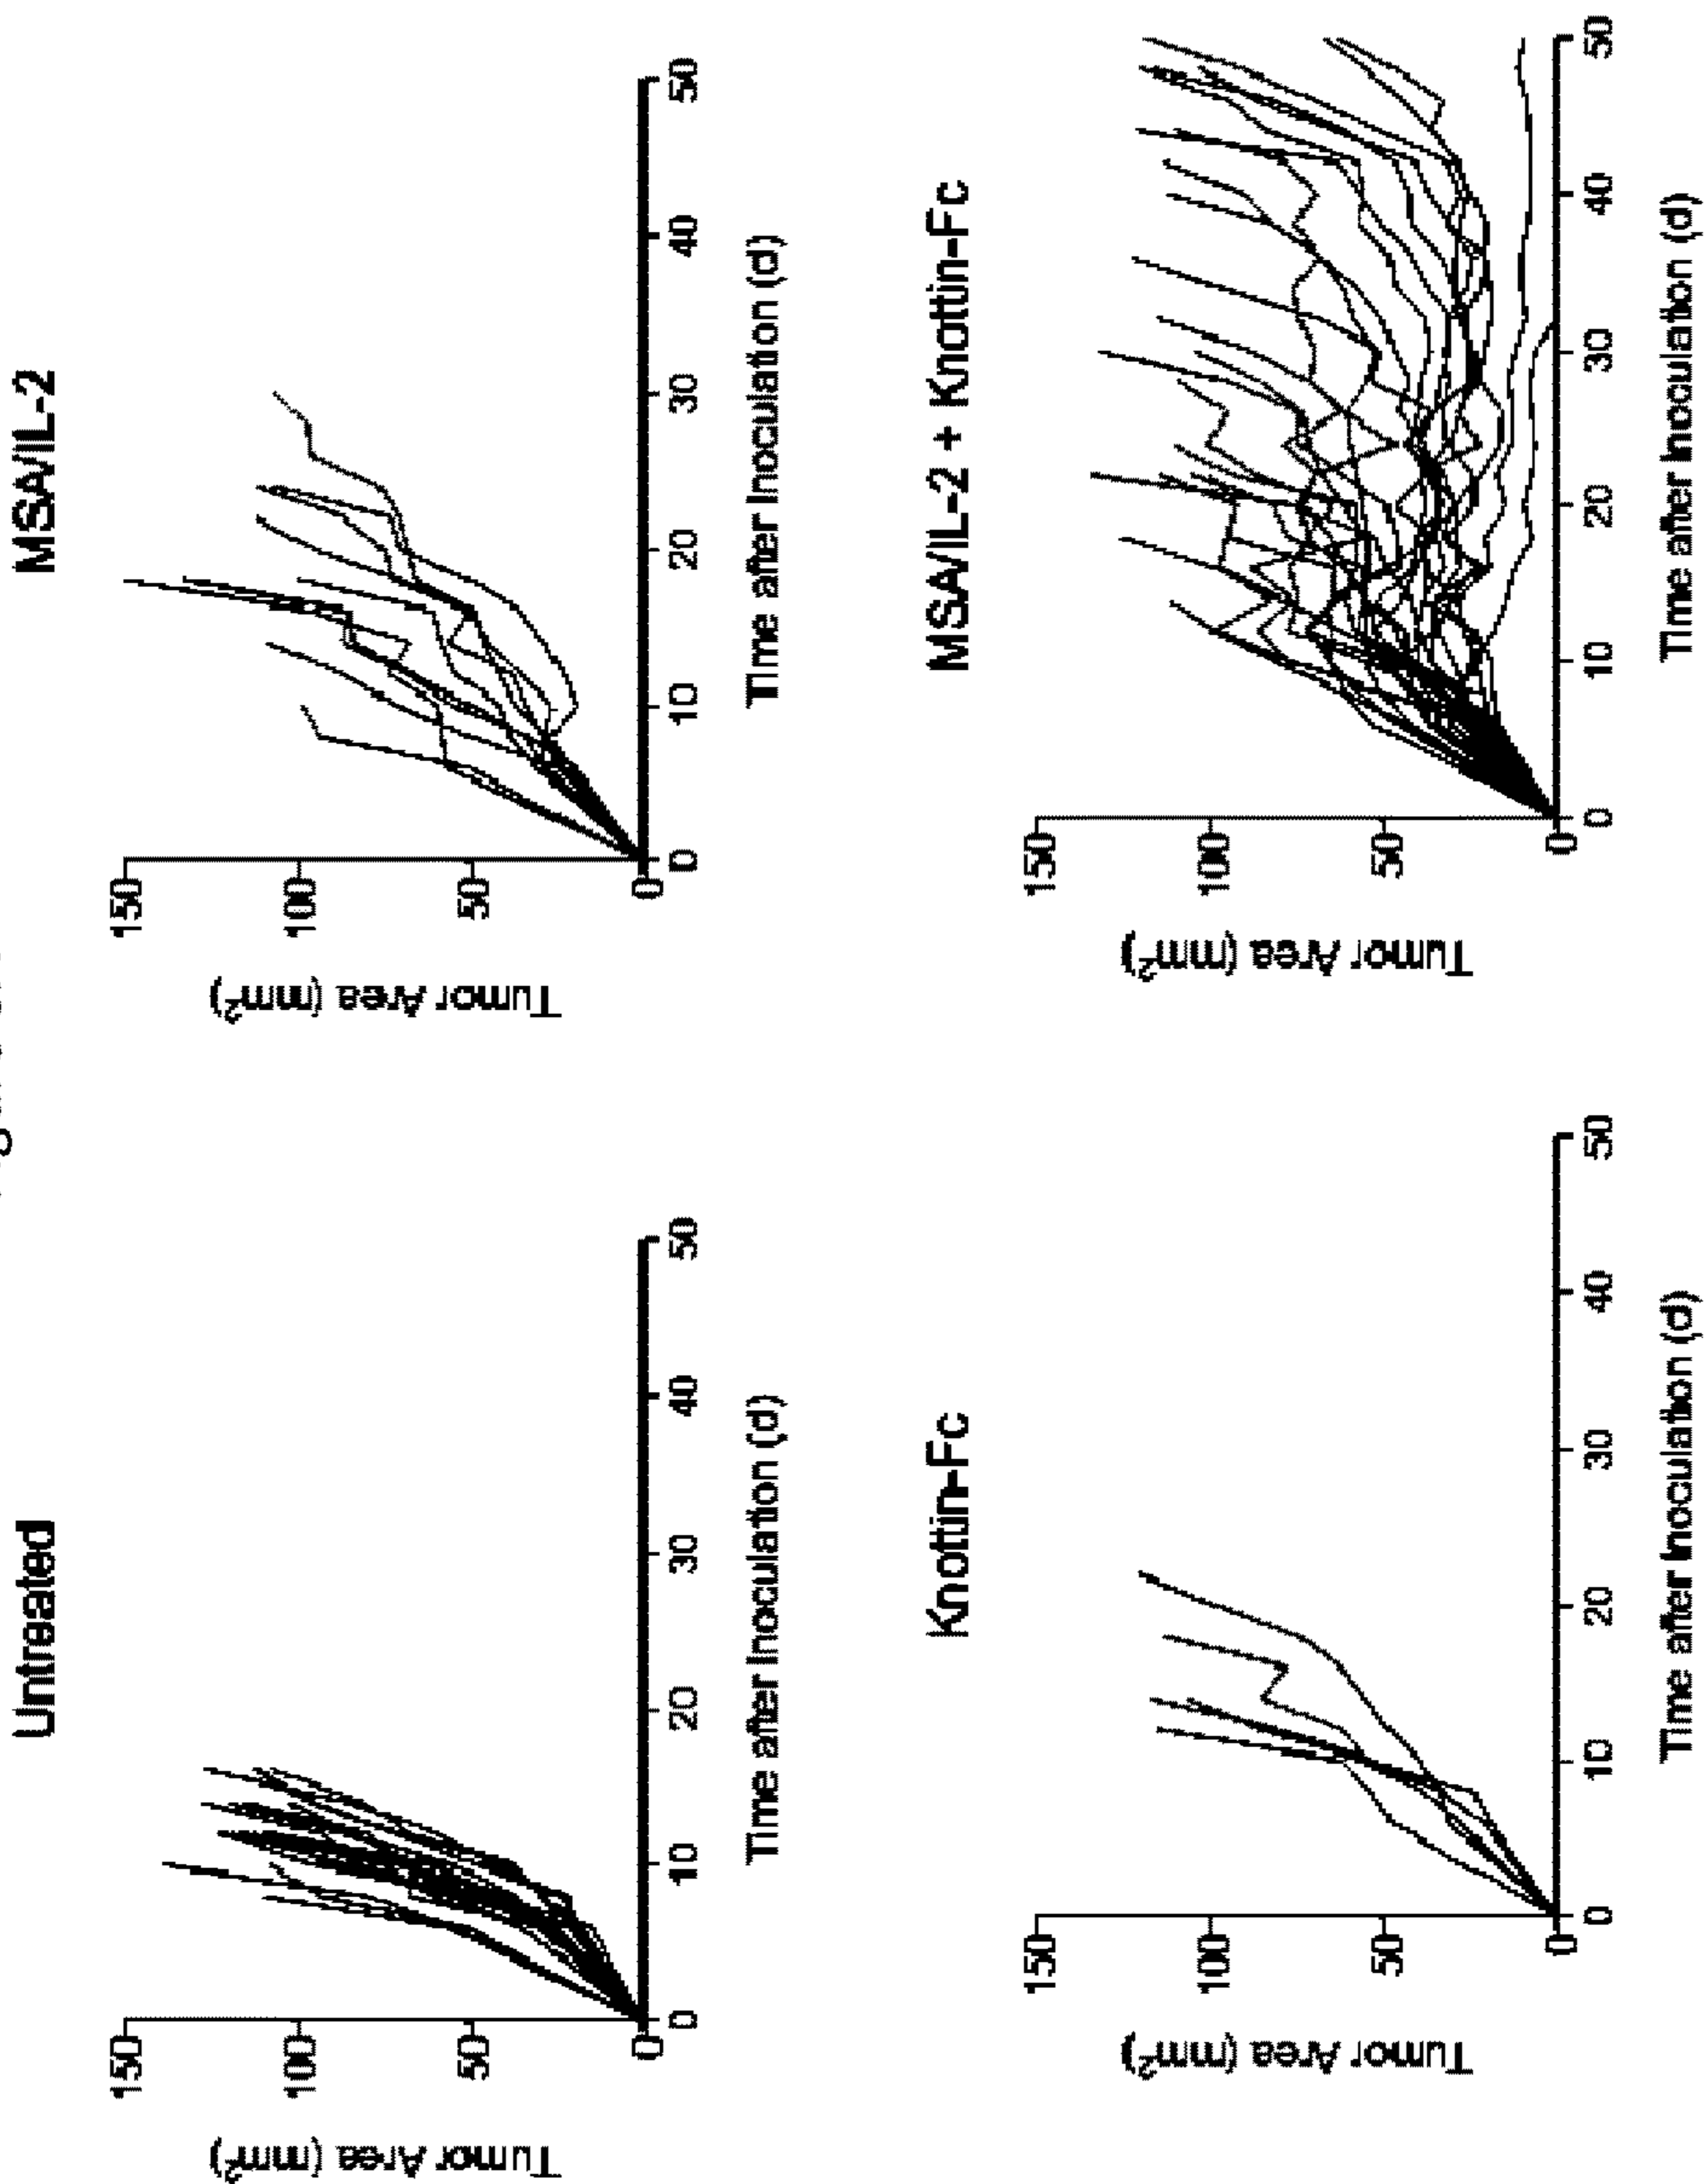 Untreated
150
100
50
0
Tumor Area (mm²)
0 10 20 30 40 50
Time after Inoculation (d)
MSA/IL-2
150
100
50
0
Tumor Area (mm²)
0 10 20 30 40 50
Time after Inoculation (d)
Knottin-Fc
150
100
50
0
Tumor Area (mm²)
0 10 20 30 40 50
Time after Inoculation (d)
MSA/IL-2 + Knottin-Fc
150
100
50
0
Tumor Area (mm²)
0 10 20 30 40 50
Time after Inoculation (d)